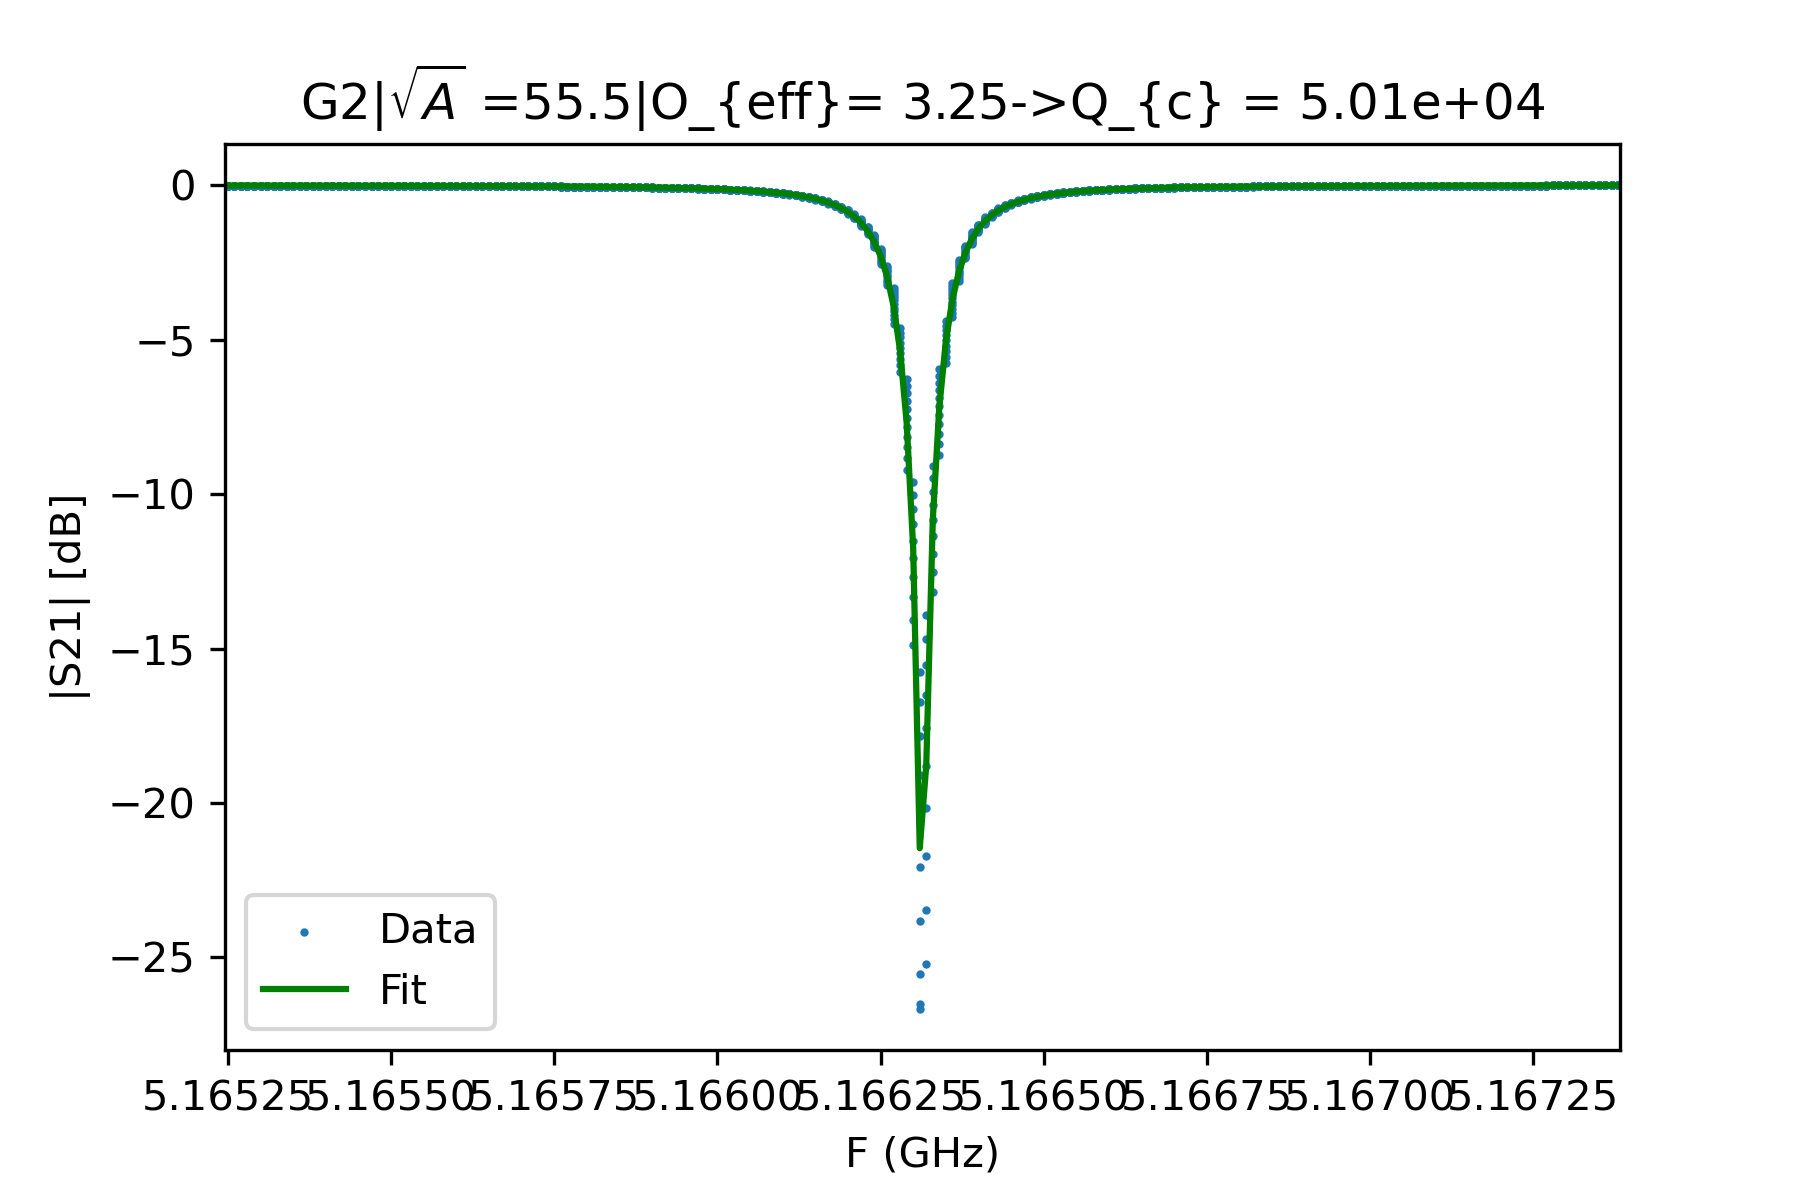 G2|√A =55.5|O_{eff}= 3.25->Q_{c} = 5.01e+04
0
−5
−10
−15
−20
−25
|S21| [dB]
Data
Fit
5.16525 5.16550 5.16575 5.16600 5.16625 5.16650 5.16675 5.16700 5.16725
F (GHz)